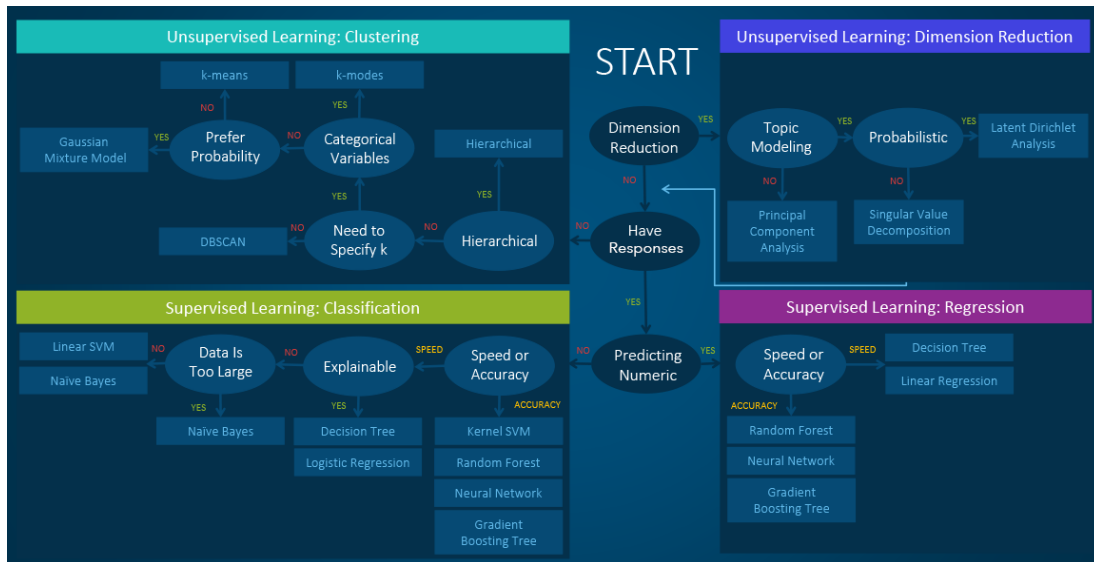 Unsupervised Learning: Clustering
k-means
k-modes
NO
YES
Gaussian
Mixture Model
YES
Prefer
Probability
NO
Categorical
Variables
Hierarchical
YES
YES
DBSCAN
NO
Need to
Specify k
NO
Hierarchical
START
Dimension
Reduction
YES
NO
NO
Have
Responses
YES
NO
Predicting
Numeric
YES
Unsupervised Learning: Dimension Reduction
Topic
Modeling
YES
Probabilistic
YES
Latent Dirichlet
Analysis
NO
NO
Principal
Component
Analysis
Singular Value
Decomposition
Supervised Learning: Classification
Linear SVM
Naïve Bayes
NO
Data Is
Too Large
NO
Explainable
SPEED
Speed or
Accuracy
YES
YES
ACCURACY
Naïve Bayes
Decision Tree
Logistic Regression
Kernel SVM
Random Forest
Neural Network
Gradient
Boosting Tree
Supervised Learning: Regression
Speed or
Accuracy
SPEED
Decision Tree
Linear Regression
ACCURACY
Random Forest
Neural Network
Gradient
Boosting Tree